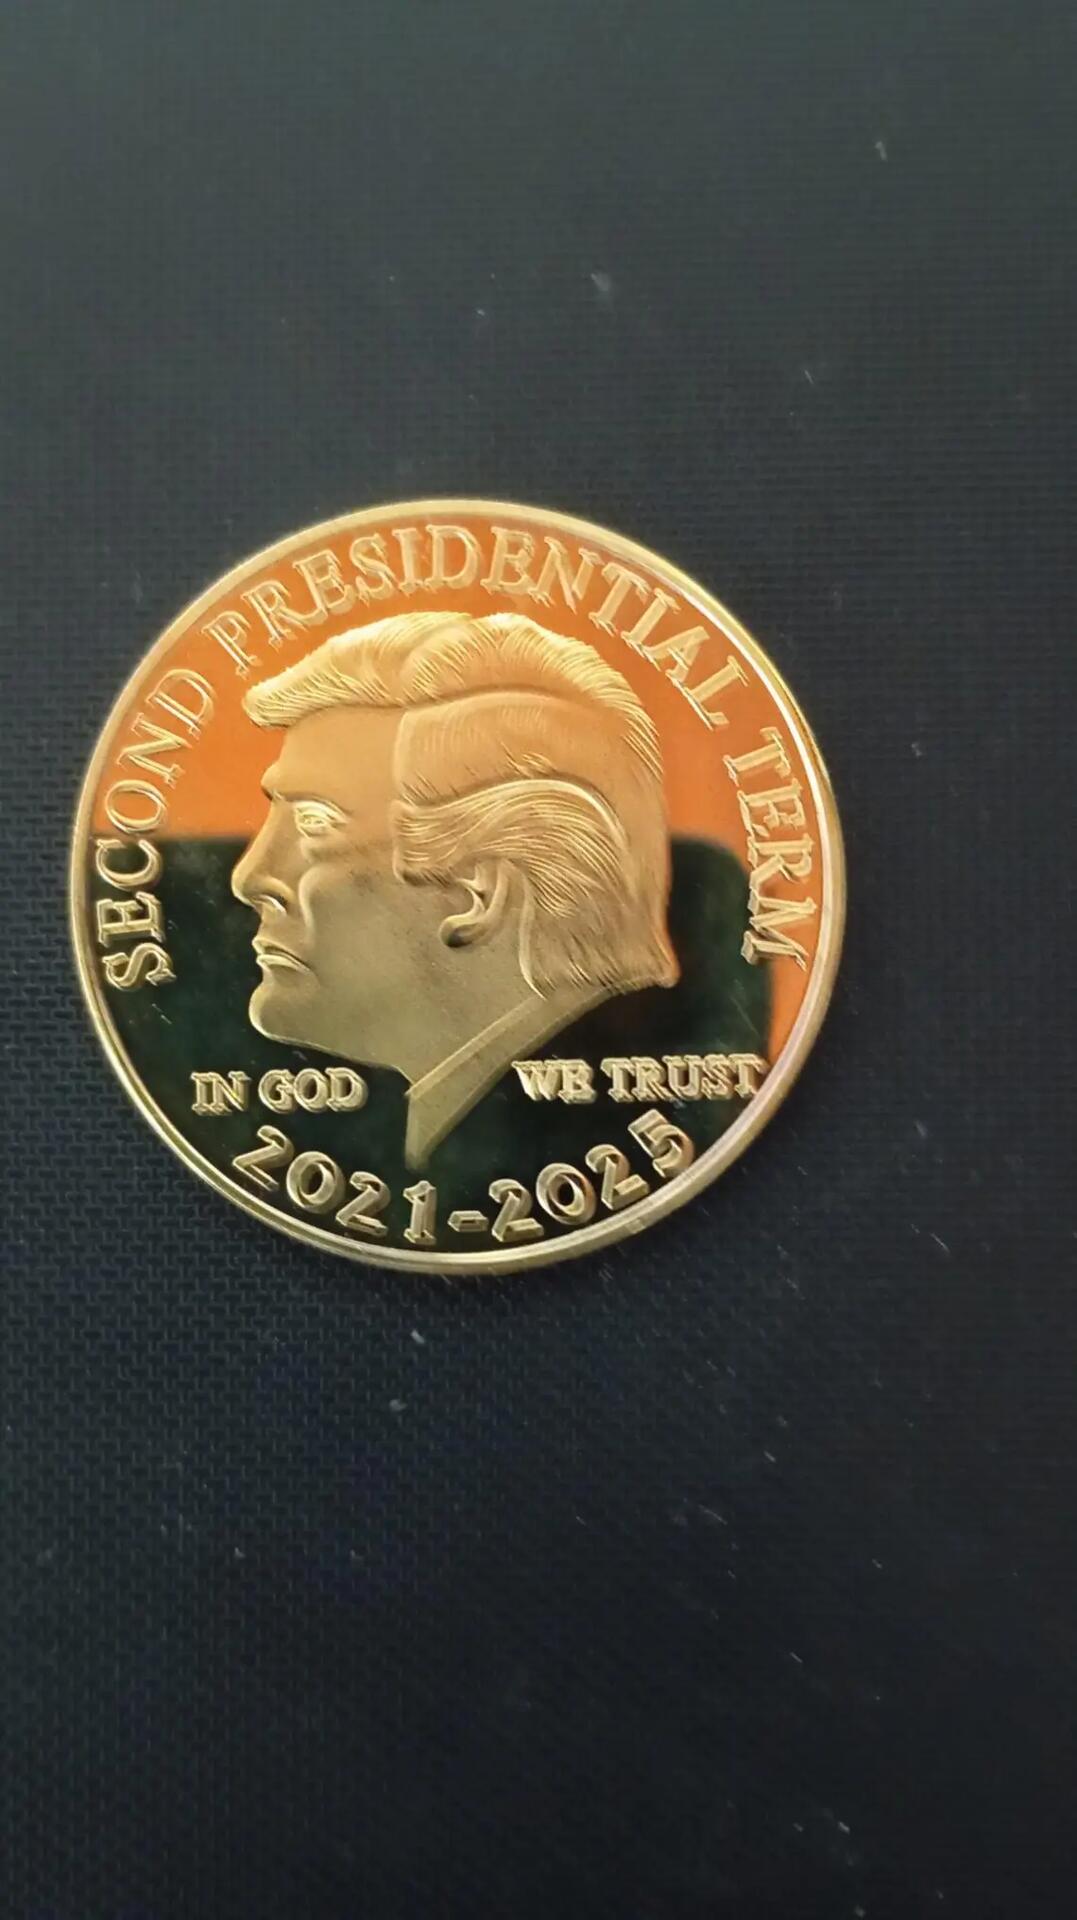 SECOND PRESIDENTIAL TERM
IN GOD WE TRUST
2021-2025